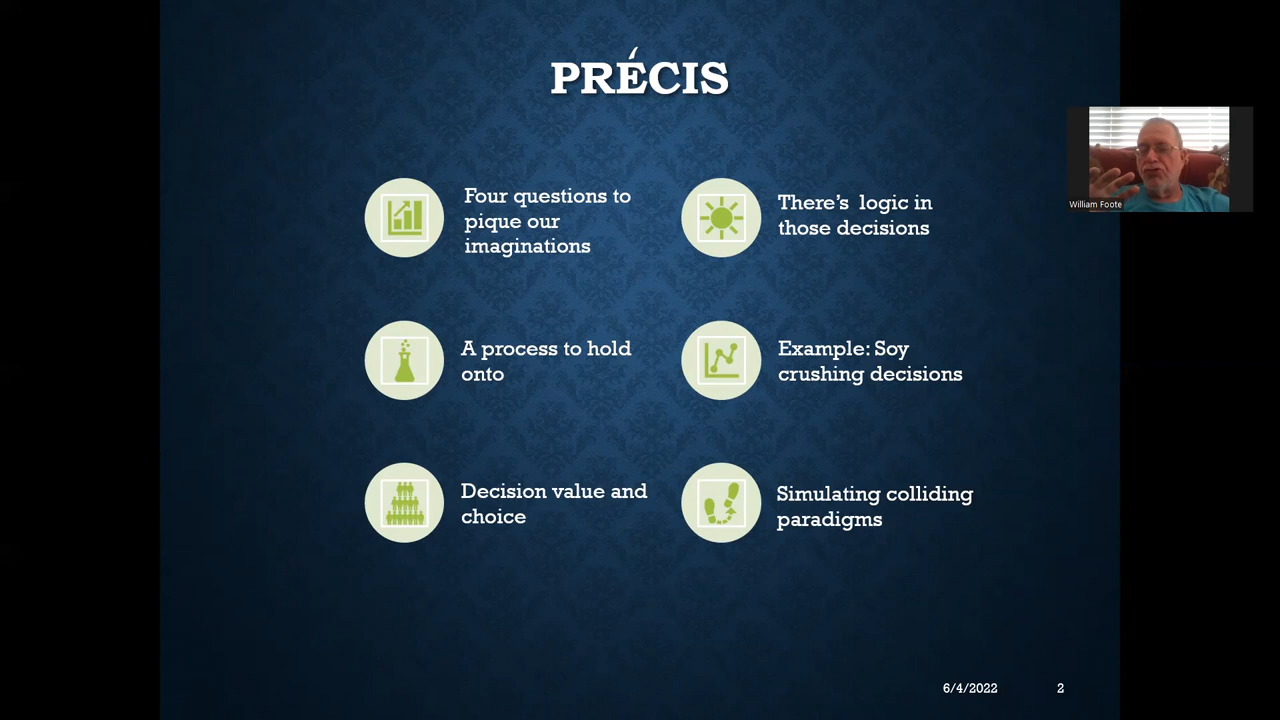 PRÉCIS
Four questions to
pique our
imaginations
There’s logic in
those decisions
A process to hold
onto
Example: Soy
crushing decisions
Decision value and
choice
Simulating colliding
paradigms
William Foote
6/4/2022
2